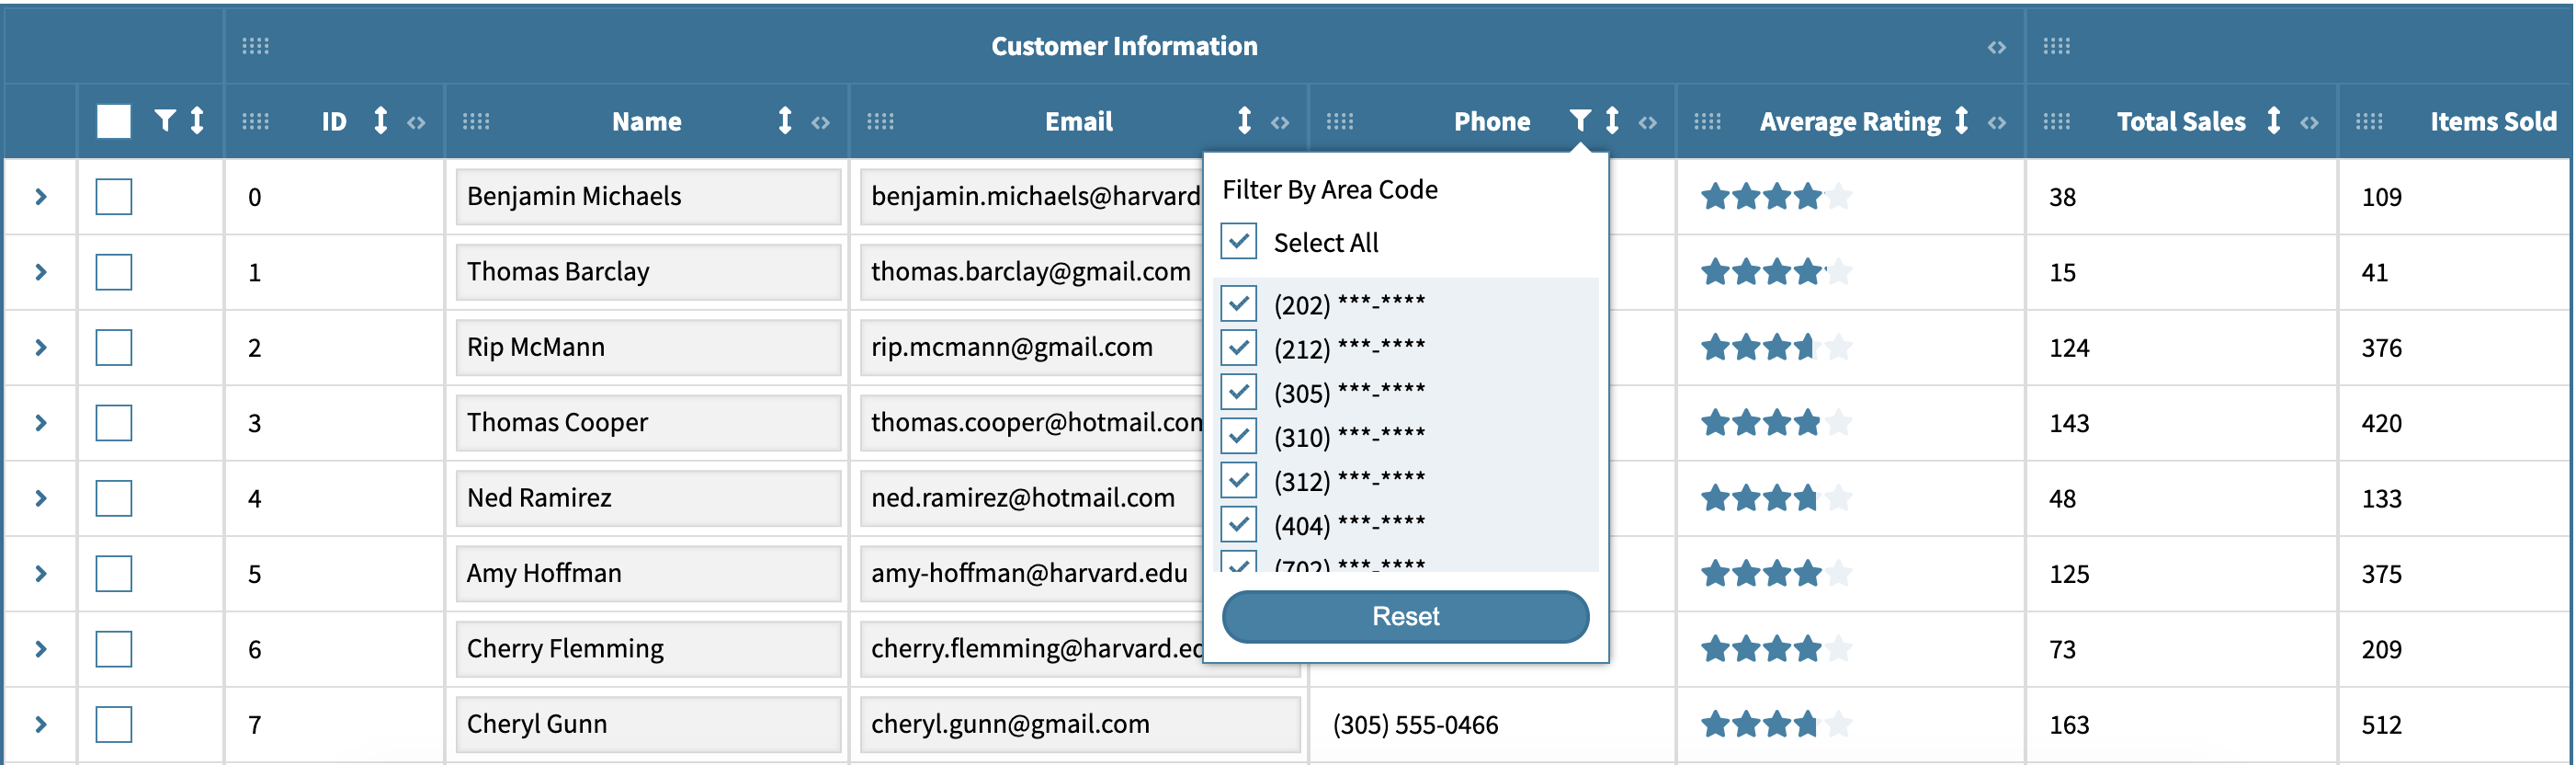 Customer Information
ID Name Email Phone Average Rating Total Sales Items Sold
0 Benjamin Michaels benjamin.michaels@harvard 38 109
1 Thomas Barclay thomas.barclay@gmail.com 15 41
2 Rip McMann rip.mcmann@gmail.com 124 376
3 Thomas Cooper thomas.cooper@hotmail.con 143 420
4 Ned Ramirez ned.ramirez@hotmail.com 48 133
5 Amy Hoffman amy-hoffman@harvard.edu 125 375
6 Cherry Flemming cherry.flemming@harvard.ed 73 209
7 Cheryl Gunn cheryl.gunn@gmail.com (305) 555-0466 163 512
Filter By Area Code
Select All
(202) ***-****
(212) ***-****
(305) ***-****
(310) ***-****
(312) ***-****
(404) ***-****
(702) ***-****
Reset